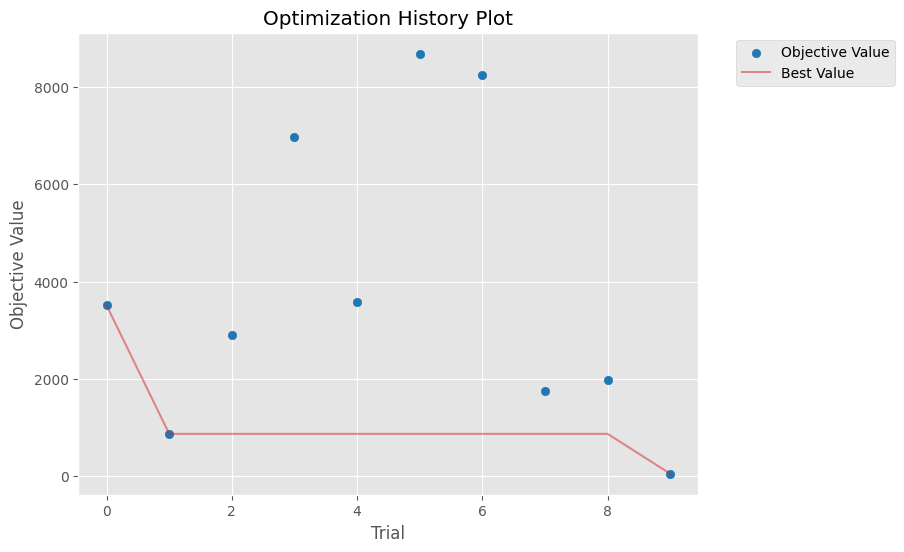 Optimization History Plot
Objective Value
Best Value
8000
6000
4000
2000
0
Objective Value
0 2 4 6 8
Trial